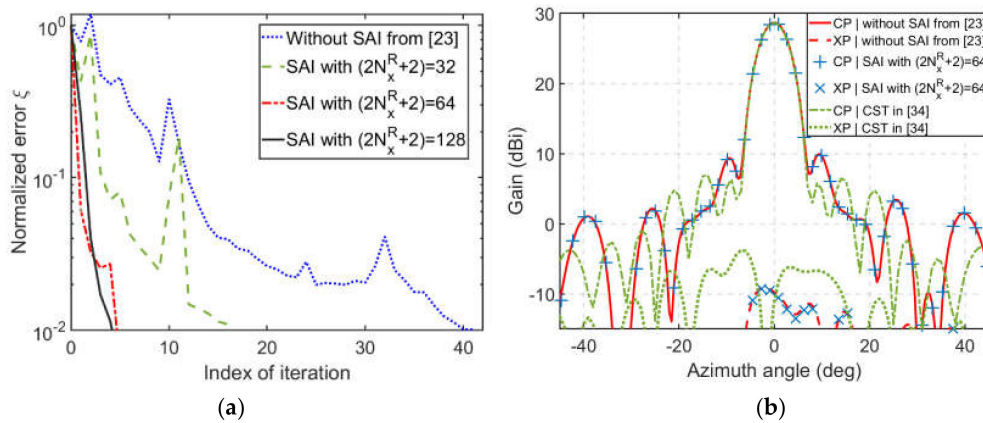 Without SAI from [23]
SAI with (2N_x^R+2)=32
SAI with (2N_x^R+2)=64
SAI with (2N_x^R+2)=128
10^0
10^-1
10^-2
Normalized error ξ
0
10
20
30
40
Index of iteration
(a)
CP | without SAI from [23]
XP | without SAI from [23]
CP | SAI with (2N_x^R+2)=64
XP | SAI with (2N_x^R+2)=64
CP | CST in [34]
XP | CST in [34]
30
20
10
0
-10
Gain (dBi)
-40
-20
0
20
40
Azimuth angle (deg)
(b)